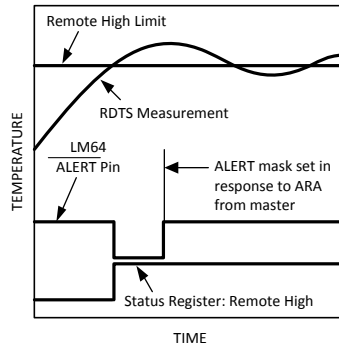 Remote High Limit
RDTS Measurement
LM64
ALERT Pin
ALERT mask set in
response to ARA
from master
Status Register: Remote High
TEMPERATURE
TIME